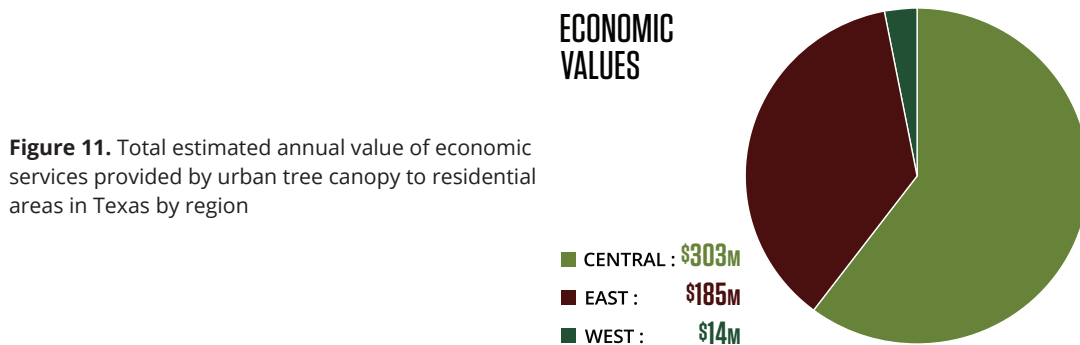 ECONOMIC
VALUES
Figure 11. Total estimated annual value of economic
services provided by urban tree canopy to residential
areas in Texas by region
CENTRAL : $303M
EAST : $185M
WEST : $14M